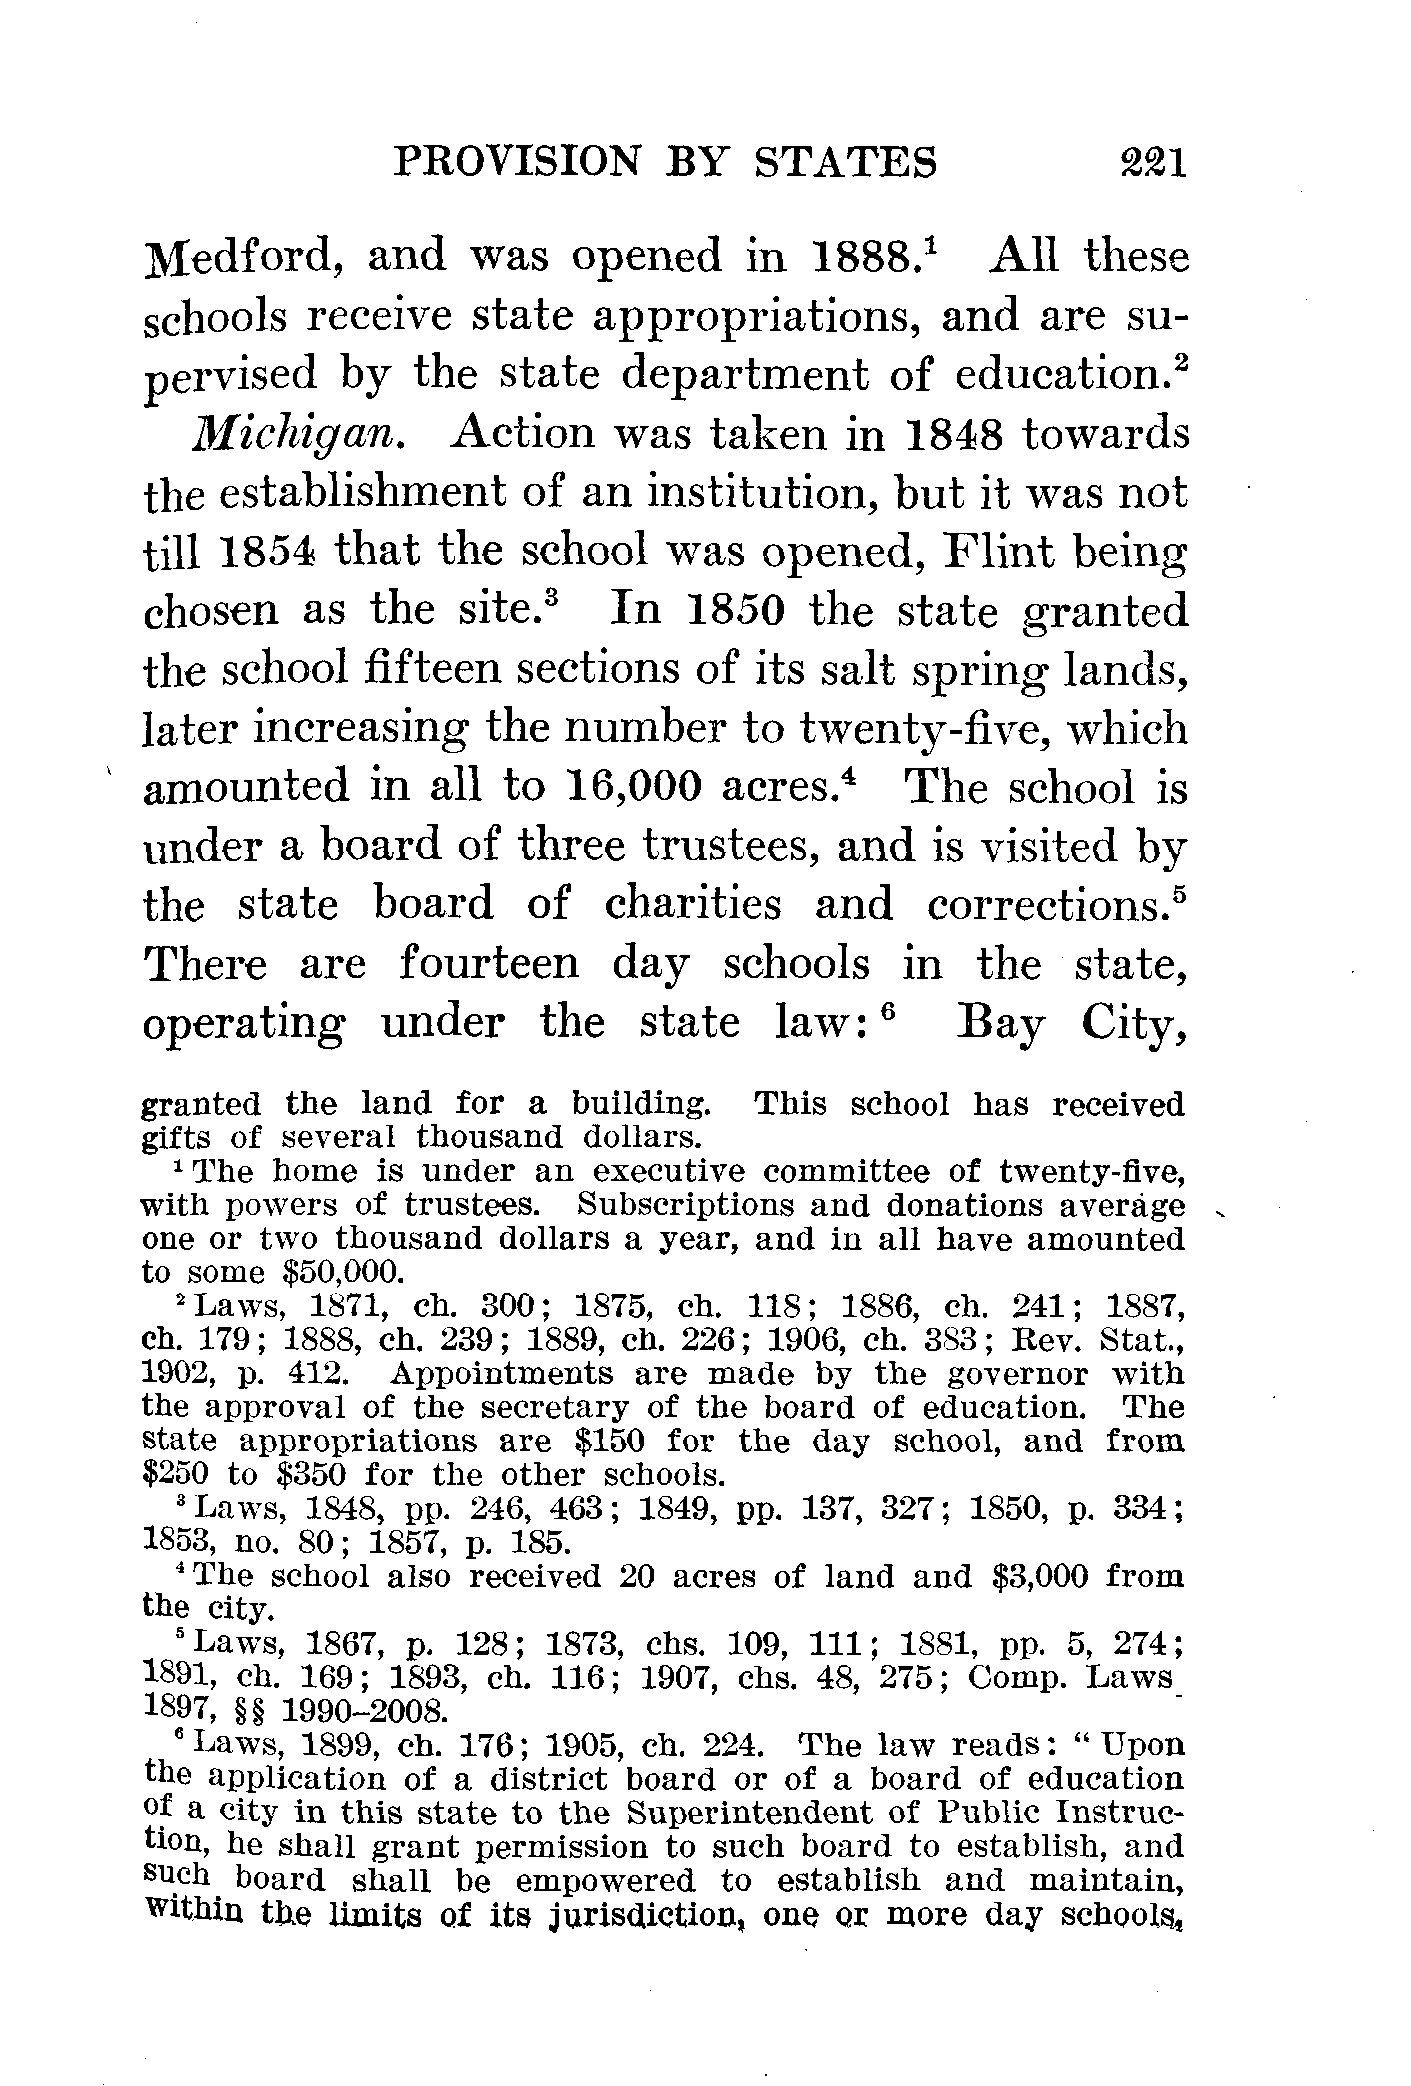 PROVISION BY STATES 221
Medford, and was opened in 1888.¹ All these
schools receive state appropriations, and are su-
pervised by the state department of education.²
Michigan. Action was taken in 1848 towards
the establishment of an institution, but it was not
till 1854 that the school was opened, Flint being
chosen as the site.³ In 1850 the state granted
the school fifteen sections of its salt spring lands,
later increasing the number to twenty-five, which
amounted in all to 16,000 acres.⁴ The school is
under a board of three trustees, and is visited by
the state board of charities and corrections.⁵
There are fourteen day schools in the state,
operating under the state law: ⁶ Bay City,
granted the land for a building. This school has received
gifts of several thousand dollars.
¹ The home is under an executive committee of twenty-five,
with powers of trustees. Subscriptions and donations average
one or two thousand dollars a year, and in all have amounted
to some $50,000.
² Laws, 1871, ch. 300; 1875, ch. 118; 1886, ch. 241; 1887,
ch. 179; 1888, ch. 239; 1889, ch. 226; 1906, ch. 383; Rev. Stat.,
1902, p. 412. Appointments are made by the governor with
the approval of the secretary of the board of education. The
state appropriations are $150 for the day school, and from
$250 to $350 for the other schools.
³ Laws, 1848, pp. 246, 463; 1849, pp. 137, 327; 1850, p. 334;
1853, no. 80; 1857, p. 185.
⁴ The school also received 20 acres of land and $3,000 from
the city.
⁵ Laws, 1867, p. 128; 1873, chs. 109, 111; 1881, pp. 5, 274;
1891, ch. 169; 1893, ch. 116; 1907, chs. 48, 275; Comp. Laws
1897, §§ 1990–2008.
⁶ Laws, 1899, ch. 176; 1905, ch. 224. The law reads: “ Upon
the application of a district board or of a board of education
of a city in this state to the Superintendent of Public Instruc-
tion, he shall grant permission to such board to establish, and
such board shall be empowered to establish and maintain,
within the limits of its jurisdiction, one or more day schools,